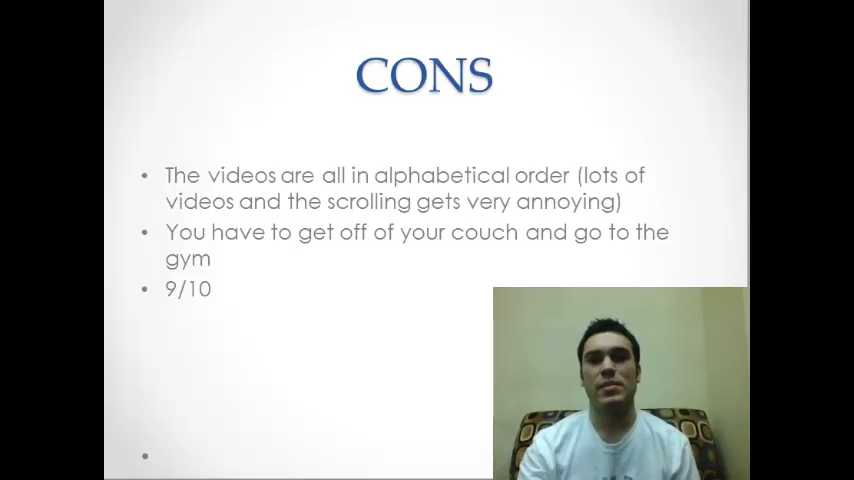 CONS
• The videos are all in alphabetical order (lots of
videos and the scrolling gets very annoying)
• You have to get off of your couch and go to the
gym
• 9/10